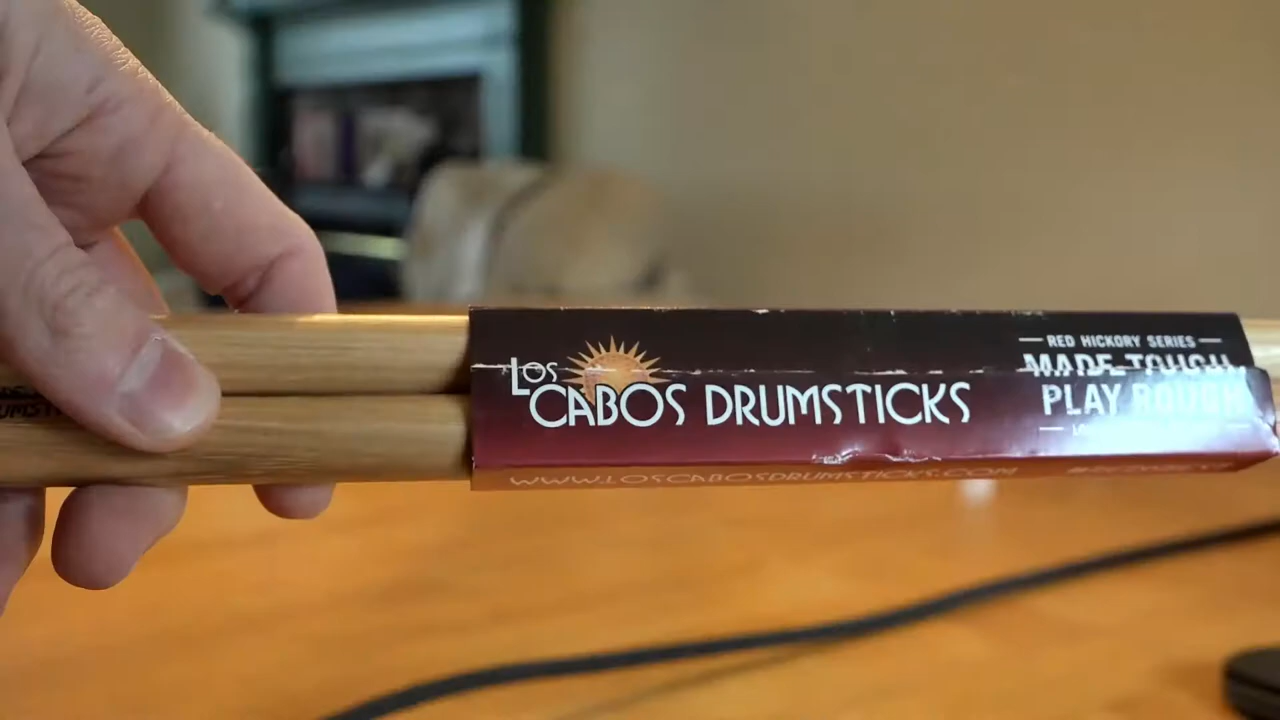 LOS
CABOS DRUMSTICKS
RED HICKORY SERIES
MADE TOUGH
PLAY ROUGH
WWW.LOSCABOSDRUMSTICKS.COM